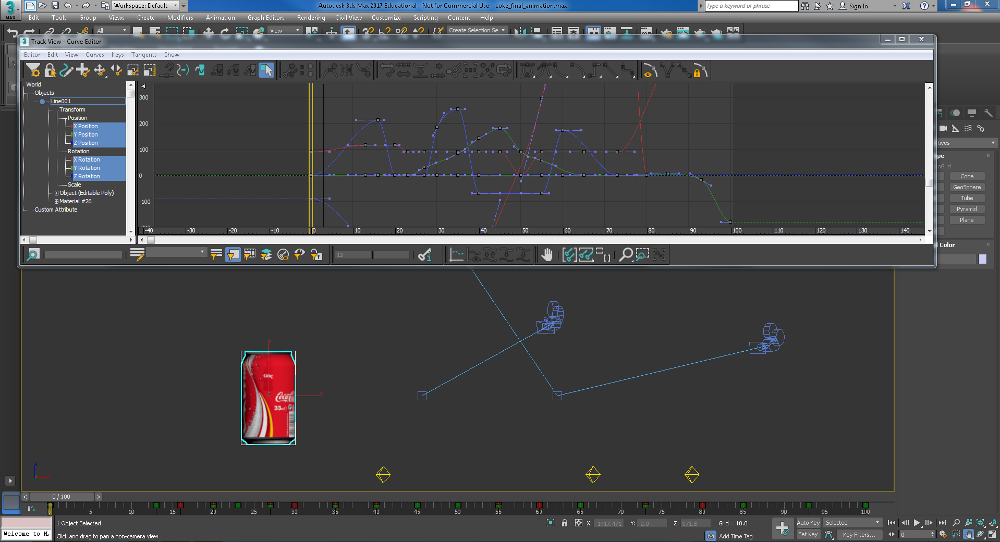 Workspace: Default
Autodesk 3ds Max 2017 Educational - Not for Commercial Use    coke_final_animation.max
Type a keyword or phrase
Sign In
MAX
Edit Tools Group Views Create Modifiers Animation Graph Editors Rendering Civil View Customize Scripting Content Help
All
View
Create Selection Se
3 Track View - Curve Editor
Editor Edit View Curves Keys Tangents Show
World
Objects
Line001
Transform
Position
X Position
Y Position
Z Position
Rotation
X Rotation
Y Rotation
Z Rotation
Scale
Object (Editable Poly)
Material #26
Custom Attribute
300
200
100
0
-100
-40 -30 -20 -10 0 10 20 30 40 50 60 70 80 90 100 110 120 130 140
13
tives
pe
oGrid
Cone
GeoSphere
Tube
Pyramid
Plane
Color
y
x
z
Coke
33
z
y
0 / 100
0 5 10 15 20 25 30 35 40 45 50 55 60 65 70 75 80 85 90 95 100
1 Object Selected
X: -1417.471 Y: -0.0 Z: 971.8 Grid = 10.0
Auto Key Selected
Welcome to M
Click and drag to pan a non-camera view
Add Time Tag
Set Key Key Filters...
0